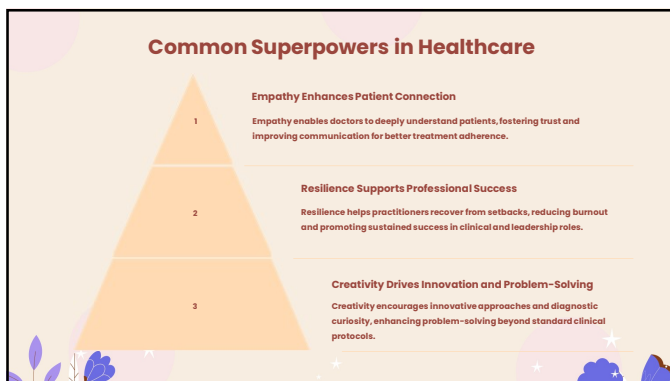 Common Superpowers in Healthcare
1
Empathy Enhances Patient Connection
Empathy enables doctors to deeply understand patients, fostering trust and
improving communication for better treatment adherence.
2
Resilience Supports Professional Success
Resilience helps practitioners recover from setbacks, reducing burnout
and promoting sustained success in clinical and leadership roles.
3
Creativity Drives Innovation and Problem-Solving
Creativity encourages innovative approaches and diagnostic
curiosity, enhancing problem-solving beyond standard clinical
protocols.